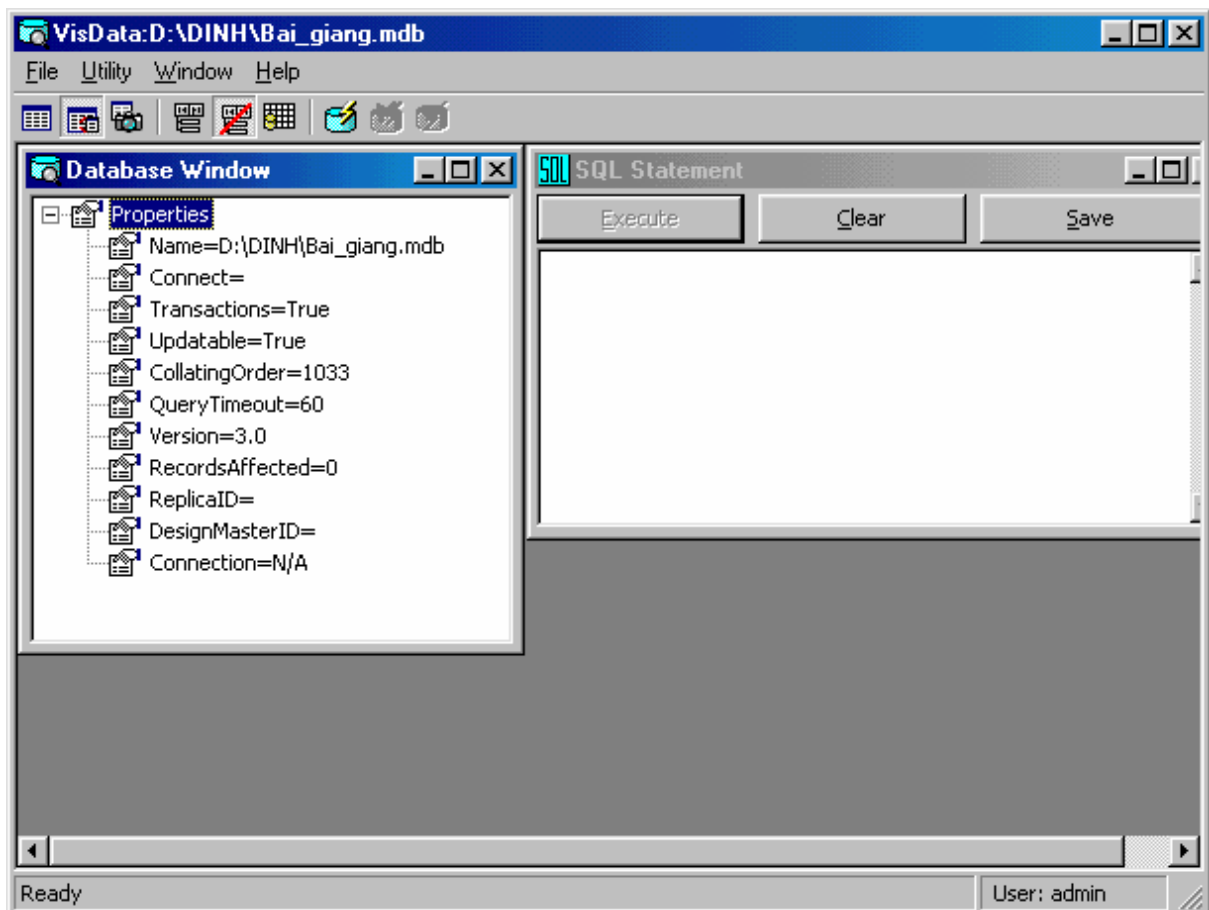 VisData:D:\DINH\Bai_giang.mdb
File Utility Window Help
Database Window
Properties
Name=D:\DINH\Bai_giang.mdb
Connect=
Transactions=True
Updatable=True
CollatingOrder=1033
QueryTimeout=60
Version=3.0
RecordsAffected=0
ReplicaID=
DesignMasterID=
Connection=N/A
SQL SQL Statement
Execute Clear Save
Ready User: admin